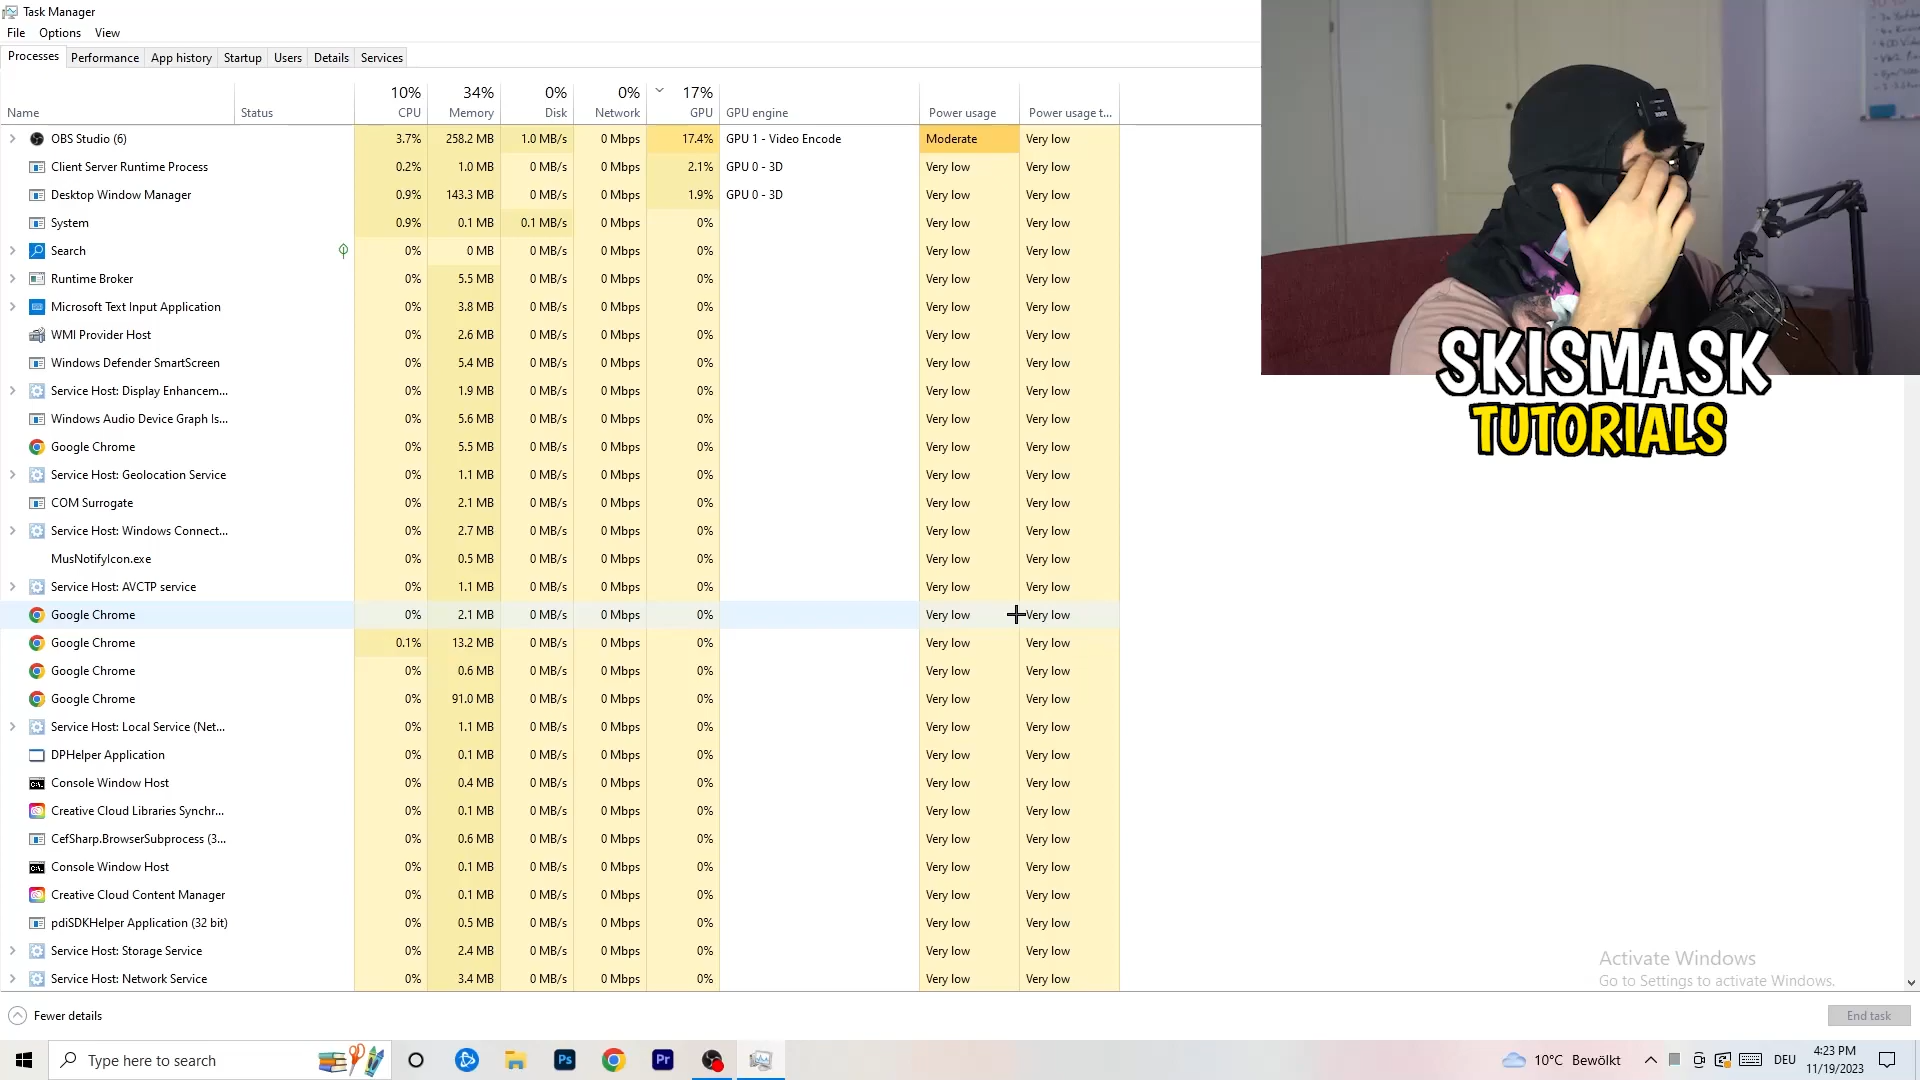 Task Manager
File Options View
Processes Performance App history Startup Users Details Services
10% 34% 0% 0% 17%
Name Status CPU Memory Disk Network GPU GPU engine Power usage Power usage t...
OBS Studio (6) 3.7% 258.2 MB 1.0 MB/s 0 Mbps 17.4% GPU 1 - Video Encode Moderate Very low
Client Server Runtime Process 0.2% 1.0 MB 0 MB/s 0 Mbps 2.1% GPU 0 - 3D Very low Very low
Desktop Window Manager 0.9% 143.3 MB 0 MB/s 0 Mbps 1.9% GPU 0 - 3D Very low Very low
System 0.9% 0.1 MB 0.1 MB/s 0 Mbps 0% Very low Very low
Search 0% 0 MB 0 MB/s 0 Mbps 0% Very low Very low
Runtime Broker 0% 5.5 MB 0 MB/s 0 Mbps 0% Very low Very low
Microsoft Text Input Application 0% 3.8 MB 0 MB/s 0 Mbps 0% Very low Very low
WMI Provider Host 0% 2.6 MB 0 MB/s 0 Mbps 0% Very low Very low
Windows Defender SmartScreen 0% 5.4 MB 0 MB/s 0 Mbps 0% Very low Very low
Service Host: Display Enhancem... 0% 1.9 MB 0 MB/s 0 Mbps 0% Very low Very low
Windows Audio Device Graph Is... 0% 5.6 MB 0 MB/s 0 Mbps 0% Very low Very low
Google Chrome 0% 5.5 MB 0 MB/s 0 Mbps 0% Very low Very low
Service Host: Geolocation Service 0% 1.1 MB 0 MB/s 0 Mbps 0% Very low Very low
COM Surrogate 0% 2.1 MB 0 MB/s 0 Mbps 0% Very low Very low
Service Host: Windows Connect... 0% 2.7 MB 0 MB/s 0 Mbps 0% Very low Very low
MusNotifyIcon.exe 0% 0.5 MB 0 MB/s 0 Mbps 0% Very low Very low
Service Host: AVCTP service 0% 1.1 MB 0 MB/s 0 Mbps 0% Very low Very low
Google Chrome 0% 2.1 MB 0 MB/s 0 Mbps 0% Very low Very low
Google Chrome 0.1% 13.2 MB 0 MB/s 0 Mbps 0% Very low Very low
Google Chrome 0% 0.6 MB 0 MB/s 0 Mbps 0% Very low Very low
Google Chrome 0% 91.0 MB 0 MB/s 0 Mbps 0% Very low Very low
Service Host: Local Service (Net... 0% 1.1 MB 0 MB/s 0 Mbps 0% Very low Very low
DPHelper Application 0% 0.1 MB 0 MB/s 0 Mbps 0% Very low Very low
Console Window Host 0% 0.4 MB 0 MB/s 0 Mbps 0% Very low Very low
Creative Cloud Libraries Synchr... 0% 0.1 MB 0 MB/s 0 Mbps 0% Very low Very low
CefSharp.BrowserSubprocess (3... 0% 0.6 MB 0 MB/s 0 Mbps 0% Very low Very low
Console Window Host 0% 0.1 MB 0 MB/s 0 Mbps 0% Very low Very low
Creative Cloud Content Manager 0% 0.1 MB 0 MB/s 0 Mbps 0% Very low Very low
pdiSDKHelper Application (32 bit) 0% 0.5 MB 0 MB/s 0 Mbps 0% Very low Very low
Service Host: Storage Service 0% 2.4 MB 0 MB/s 0 Mbps 0% Very low Very low
Service Host: Network Service 0% 3.4 MB 0 MB/s 0 Mbps 0% Very low Very low
SKISMASK
TUTORIALS
Activate Windows
Go to Settings to activate Windows.
Fewer details End task
Type here to search Ps Pr 10°C Bewölkt DEU 4:23 PM
11/19/2023